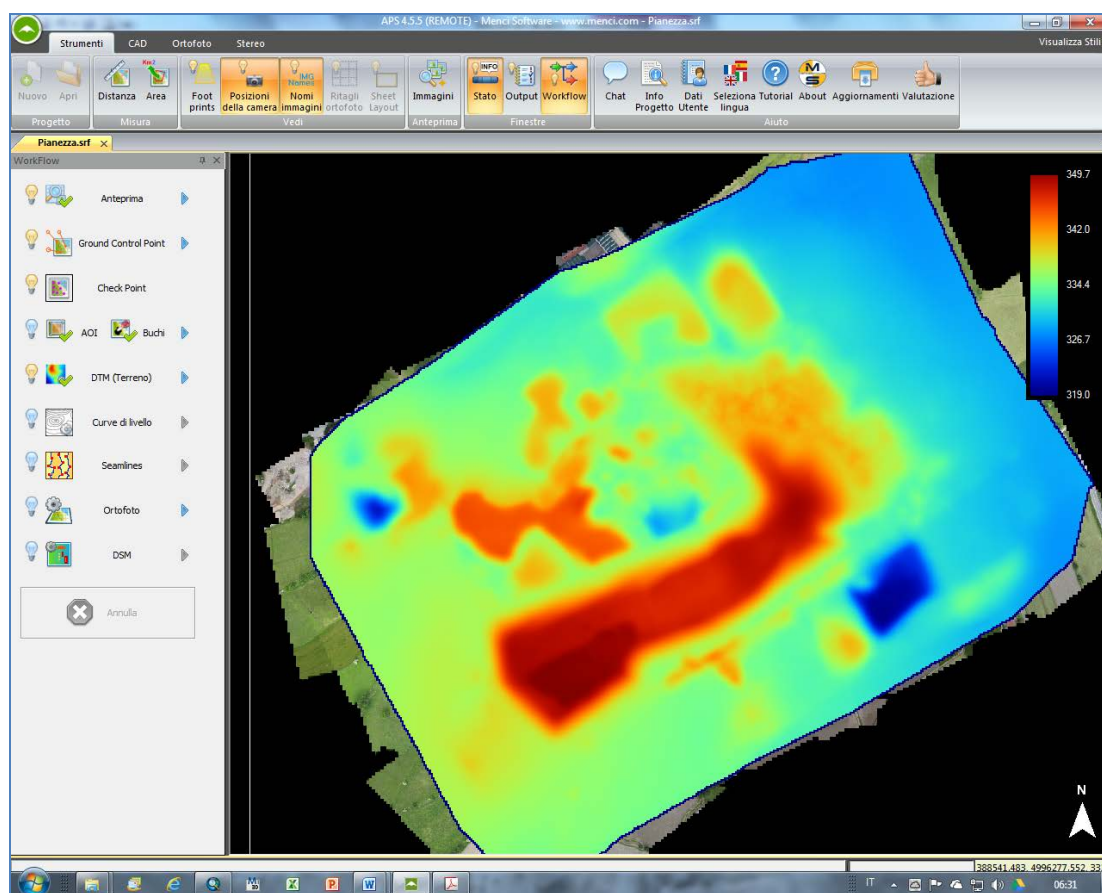 APS 4.5.5 (REMOTE) - Menci Software - www.menci.com - Pianezza.srf
Strumenti CAD Ortofoto Stereo Visualizza Stili
Nuovo Apri Distanza Area Foot prints Posizioni della camera Nomi immagini Ritagli ortofoto Sheet Layout Immagini Stato Output Workflow Chat Info Progetto Dati Utente Seleziona lingua Tutorial About Aggiornamenti Valutazione
Progetto Misura Vedi Anteprima Finestre Aiuto
Pianezza.srf
WorkFlow
Anteprima
Ground Control Point
Check Point
AOI Buchi
DTM (Terreno)
Curve di livello
Seamlines
Ortofoto
DSM
Annulla
349.7
342.0
334.4
326.7
319.0
N
388541.483, 4996277.552, 33
IT 06:31